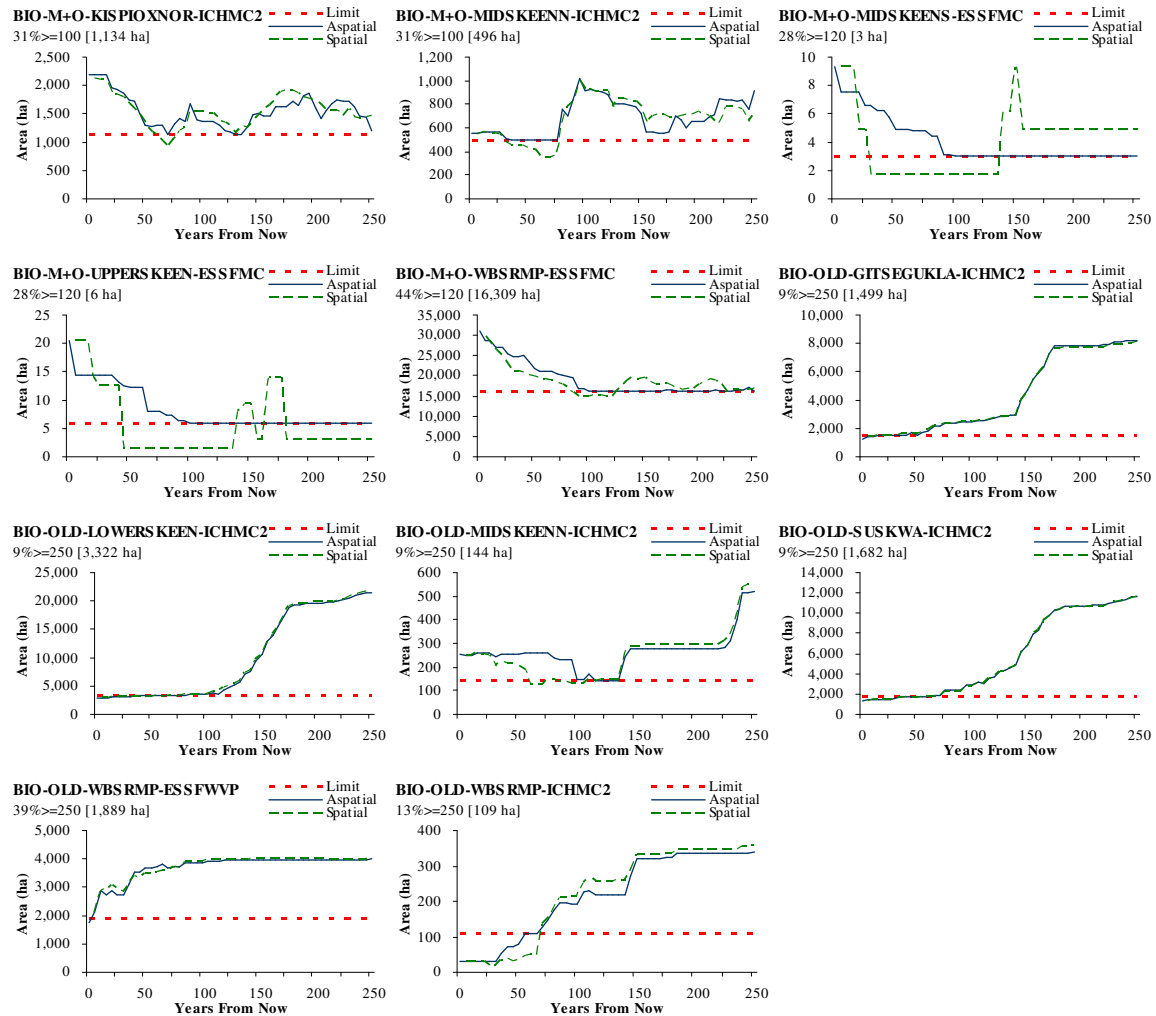 BIO-M+O-KISPIOXNOR-ICHMC2
31%>=100 [1,134 ha]
Limit
Aspatial
Spatial
Area (ha)
2,500
2,000
1,500
1,000
500
0
0 50 100 150 200 250
Years From Now
BIO-M+O-MIDSKEENN-ICHMC2
31%>=100 [496 ha]
Limit
Aspatial
Spatial
Area (ha)
1,200
1,000
800
600
400
200
0
0 50 100 150 200 250
Years From Now
BIO-M+O-MIDSKEENS-ESSFMC
28%>=120 [3 ha]
Limit
Aspatial
Spatial
Area (ha)
10
8
6
4
2
0
0 50 100 150 200 250
Years From Now
BIO-M+O-UPPERSKEEN-ESSFMC
28%>=120 [6 ha]
Limit
Aspatial
Spatial
Area (ha)
25
20
15
10
5
0
0 50 100 150 200 250
Years From Now
BIO-M+O-WBSRMP-ESSFMC
44%>=120 [16,309 ha]
Limit
Aspatial
Spatial
Area (ha)
35,000
30,000
25,000
20,000
15,000
10,000
5,000
0
0 50 100 150 200 250
Years From Now
BIO-OLD-GITSEGUKLA-ICHMC2
9%>=250 [1,499 ha]
Limit
Aspatial
Spatial
Area (ha)
10,000
8,000
6,000
4,000
2,000
0
0 50 100 150 200 250
Years From Now
BIO-OLD-LOWERSKEEN-ICHMC2
9%>=250 [3,322 ha]
Limit
Aspatial
Spatial
Area (ha)
25,000
20,000
15,000
10,000
5,000
0
0 50 100 150 200 250
Years From Now
BIO-OLD-MIDSKEENN-ICHMC2
9%>=250 [144 ha]
Limit
Aspatial
Spatial
Area (ha)
600
500
400
300
200
100
0
0 50 100 150 200 250
Years From Now
BIO-OLD-SUSKWA-ICHMC2
9%>=250 [1,682 ha]
Limit
Aspatial
Spatial
Area (ha)
14,000
12,000
10,000
8,000
6,000
4,000
2,000
0
0 50 100 150 200 250
Years From Now
BIO-OLD-WBSRMP-ESSFWVP
39%>=250 [1,889 ha]
Limit
Aspatial
Spatial
Area (ha)
5,000
4,000
3,000
2,000
1,000
0
0 50 100 150 200 250
Years From Now
BIO-OLD-WBSRMP-ICHMC2
13%>=250 [109 ha]
Limit
Aspatial
Spatial
Area (ha)
400
300
200
100
0
0 50 100 150 200 250
Years From Now